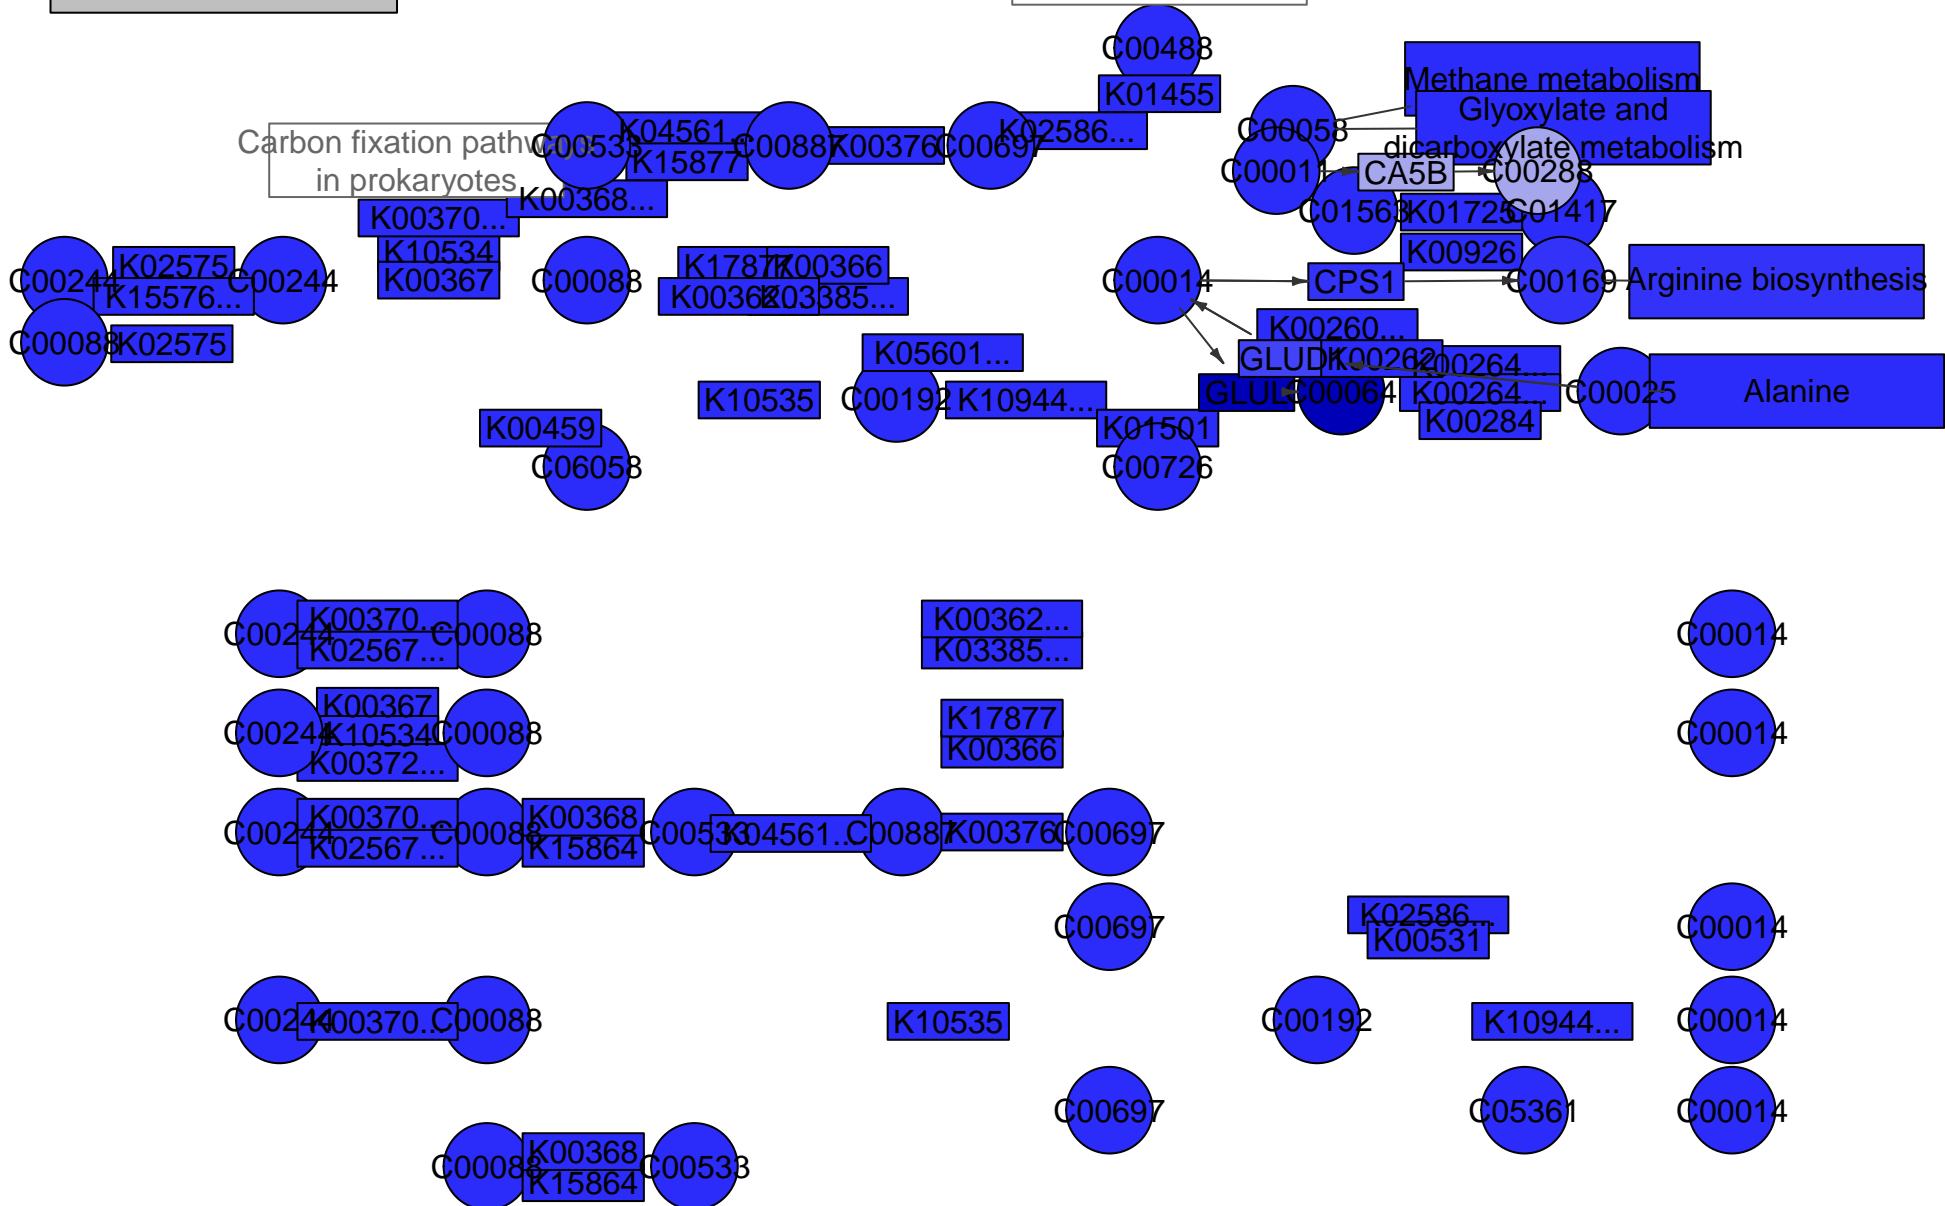 C00488
Methane metabolism
K01455
Glyoxylate and
dicarboxylate metabolism
C00058
Carbon fixation pathways
in prokaryotes
C00533
K04561...
K15877
C00887
K00376
C00697
K02586...
C00011
CA5B
C00288
K00368...
C01563
K01725
C01417
K00370...
K10534
K00367
K00926
C00244
K02575
K15576...
C00244
C00088
K17877
K00366
K00362...
K03385...
C00014
CPS1
C00169
Arginine biosynthesis
C00088
K02575
K00260...
K05601...
GLUD1
K00262
K00264...
K10535
C00192
K10944...
GLUL
C00064
K00264...
C00025
Alanine
K00284
K00459
K01501
C06058
C00726
C00244
K00370...
K02567...
C00088
K00362...
K03385...
C00014
C00244
K00367
K10534
K00372...
C00088
K17877
K00366
C00014
C00244
K00370...
K02567...
C00088
K00368
K15864
C00533
K04561...
C00887
K00376
C00697
C00697
K02586...
K00531
C00014
C00244
K00370...
C00088
K10535
C00192
K10944...
C00014
C00697
C05361
C00014
C00088
K00368
K15864
C00533